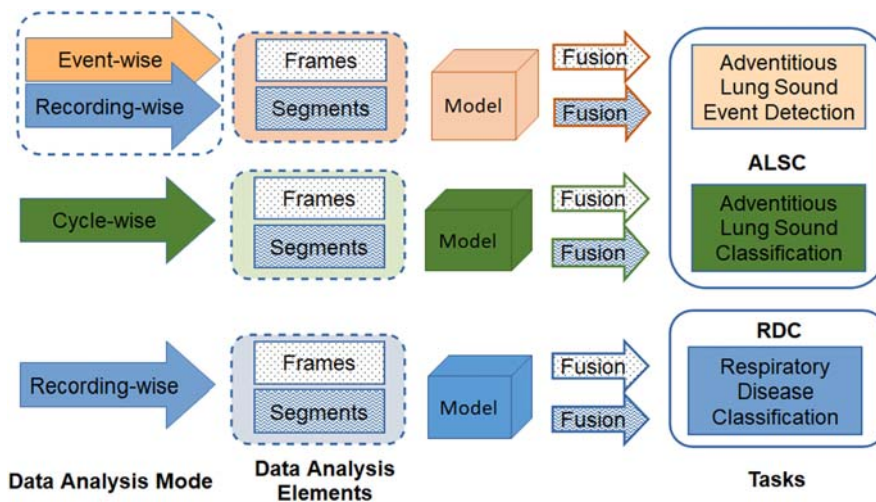 Event-wise
Recording-wise
Frames
Segments
Model
Fusion
Fusion
Adventitious
Lung Sound
Event Detection
ALSC
Cycle-wise
Frames
Segments
Model
Fusion
Fusion
Adventitious
Lung Sound
Classification
Recording-wise
Frames
Segments
Model
Fusion
Fusion
RDC
Respiratory
Disease
Classification
Data Analysis Mode
Data Analysis
Elements
Tasks